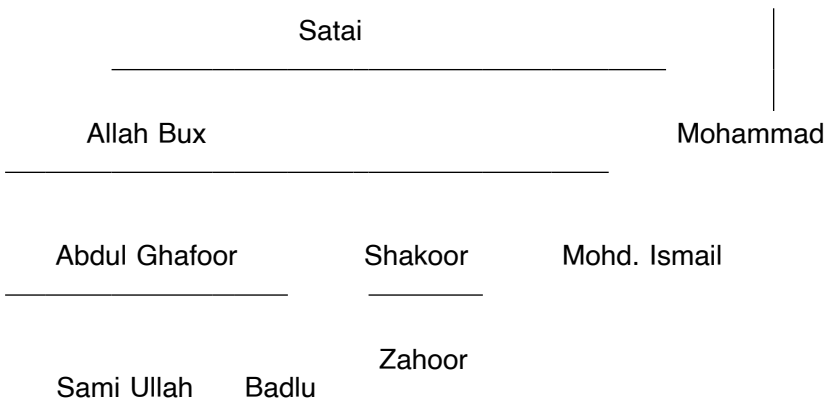 Satai
Allah Bux Mohammad
Abdul Ghafoor Shakoor Mohd. Ismail
Zahoor
Sami Ullah Badlu